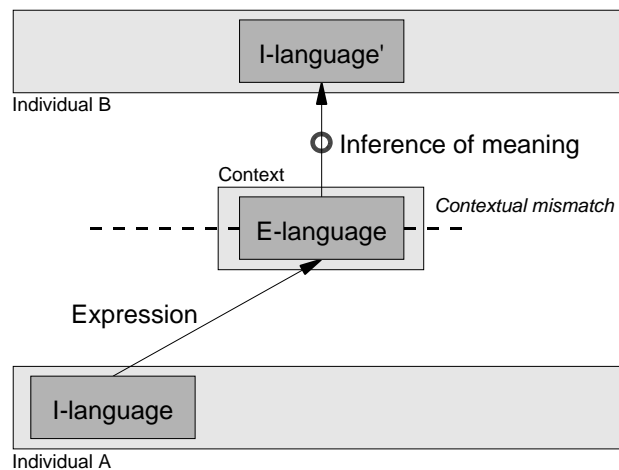 I-language'
Individual B
Inference of meaning
Context
Contextual mismatch
E-language
Expression
I-language
Individual A